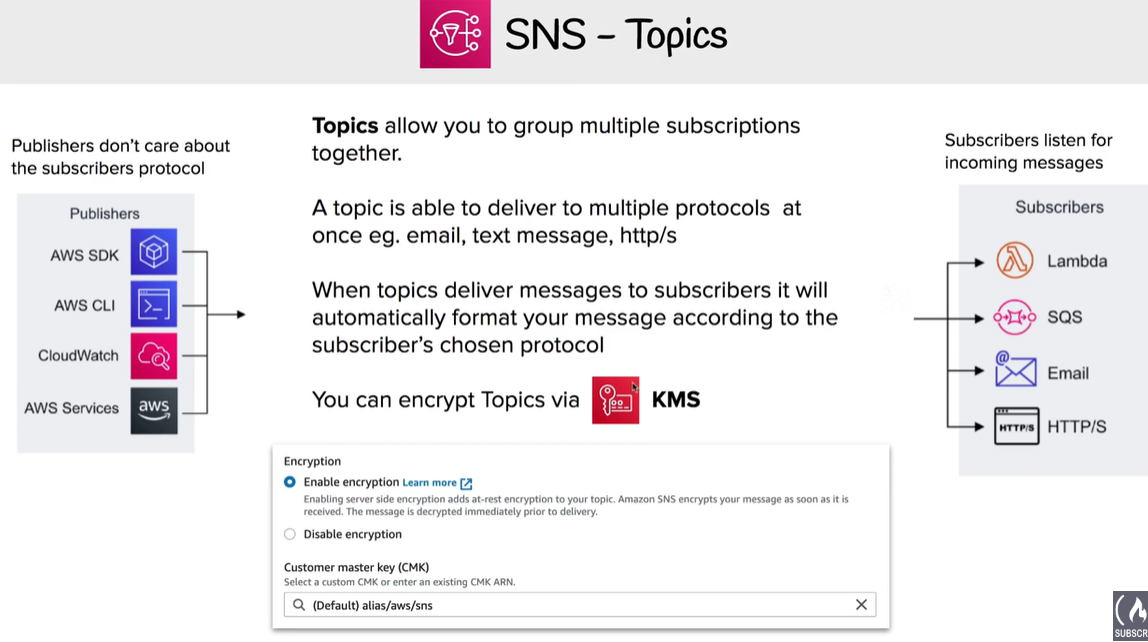 SNS – Topics
Publishers don't care about
the subscribers protocol
Publishers
AWS SDK
AWS CLI
CloudWatch
AWS Services
aws
Topics allow you to group multiple subscriptions
together.
A topic is able to deliver to multiple protocols at
once eg. email, text message, http/s
When topics deliver messages to subscribers it will
automatically format your message according to the
subscriber's chosen protocol
You can encrypt Topics via KMS
Encryption
Enable encryption Learn more
Enabling server side encryption adds at-rest encryption to your topic. Amazon SNS encrypts your message as soon as it is
received. The message is decrypted immediately prior to delivery.
Disable encryption
Customer master key (CMK)
Select a custom CMK or enter an existing CMK ARN.
(Default) alias/aws/sns
Subscribers listen for
incoming messages
Subscribers
Lambda
SQS
@
Email
HTTP/S
HTTP/S
SUBSCR